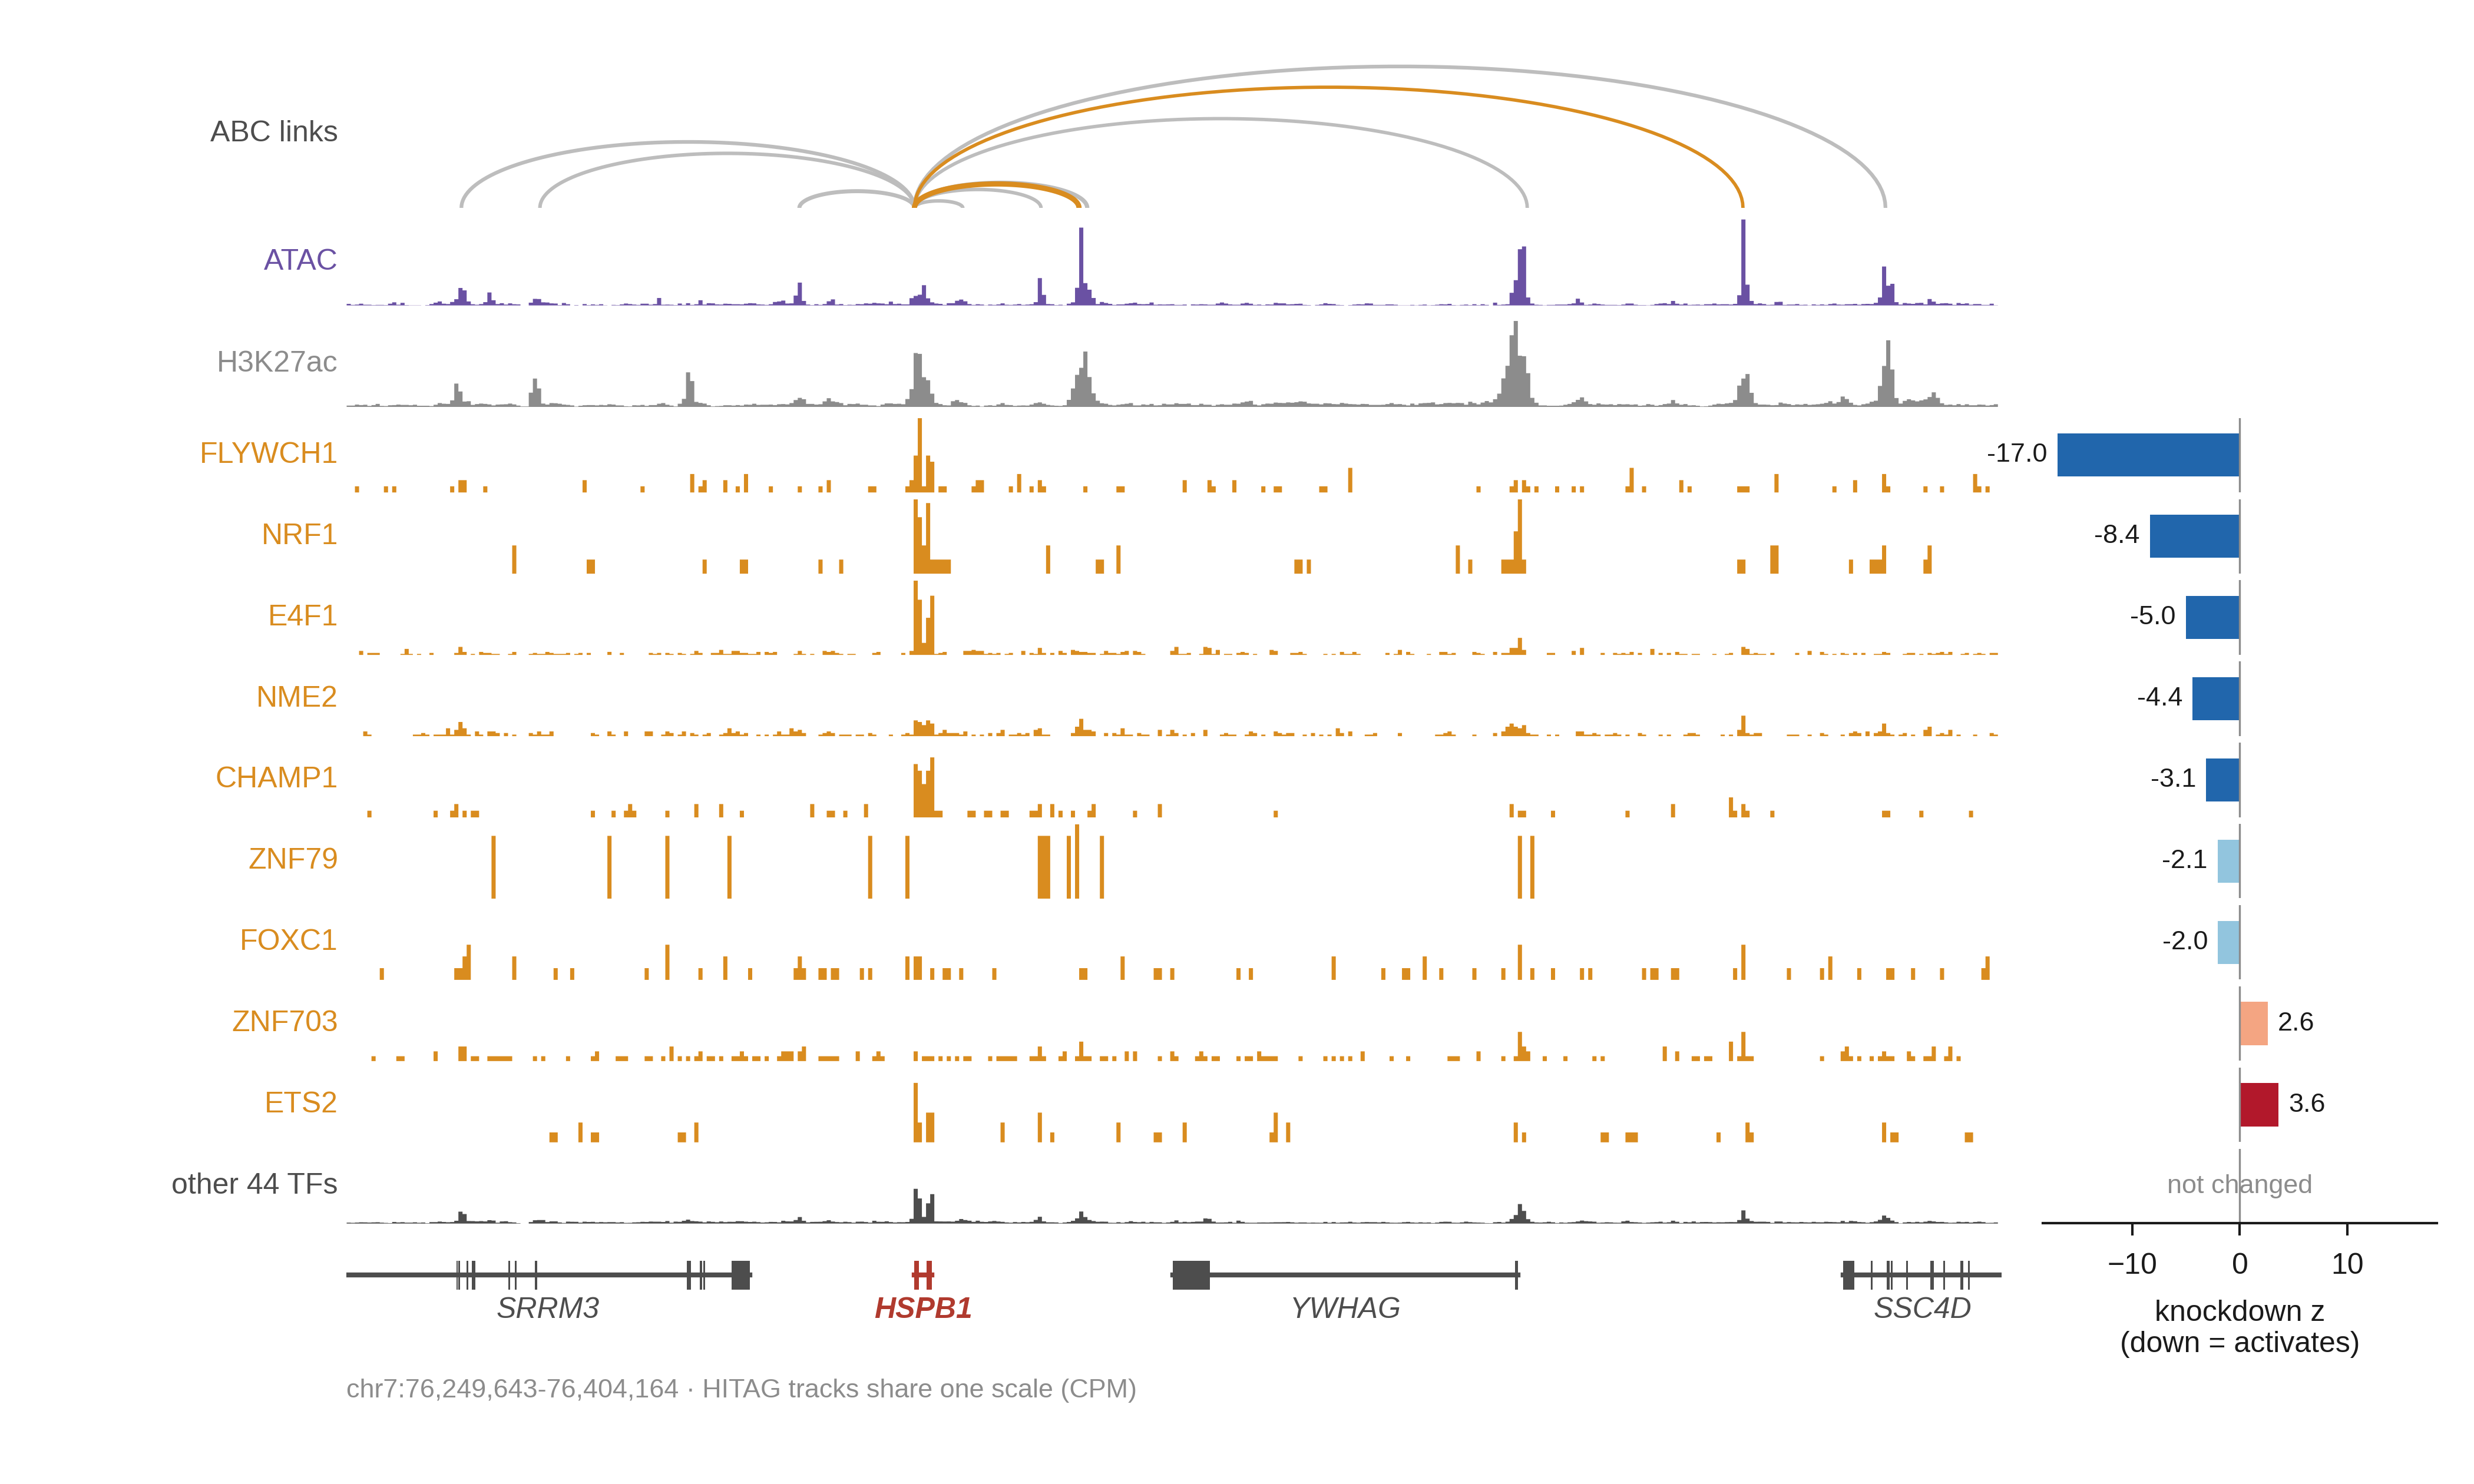 ABC links
ATAC
H3K27ac
FLYWCH1
-17.0
NRF1
-8.4
E4F1
-5.0
NME2
-4.4
CHAMP1
-3.1
ZNF79
-2.1
FOXC1
-2.0
ZNF703
2.6
ETS2
3.6
other 44 TFs
not changed
−10 0 10
SRRM3 HSPB1 YWHAG SSC4D
knockdown z
(down = activates)
chr7:76,249,643-76,404,164 · HITAG tracks share one scale (CPM)